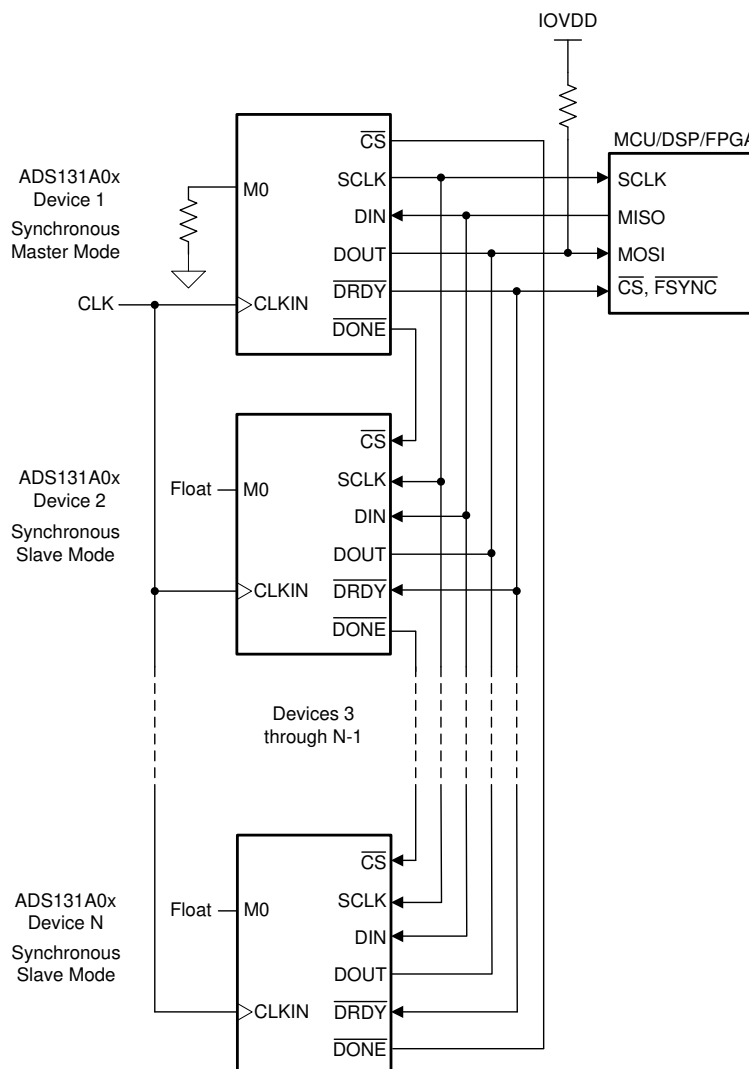 IOVDD
MCU/DSP/FPGA
SCLK
MISO
MOSI
CS, FSYNC
ADS131A0x
Device 1
Synchronous
Master Mode
M0
CLK
CLKIN
CS
SCLK
DIN
DOUT
DRDY
DONE
ADS131A0x
Device 2
Synchronous
Slave Mode
Float
M0
CLKIN
CS
SCLK
DIN
DOUT
DRDY
DONE
Devices 3
through N-1
ADS131A0x
Device N
Synchronous
Slave Mode
Float
M0
CLKIN
CS
SCLK
DIN
DOUT
DRDY
DONE